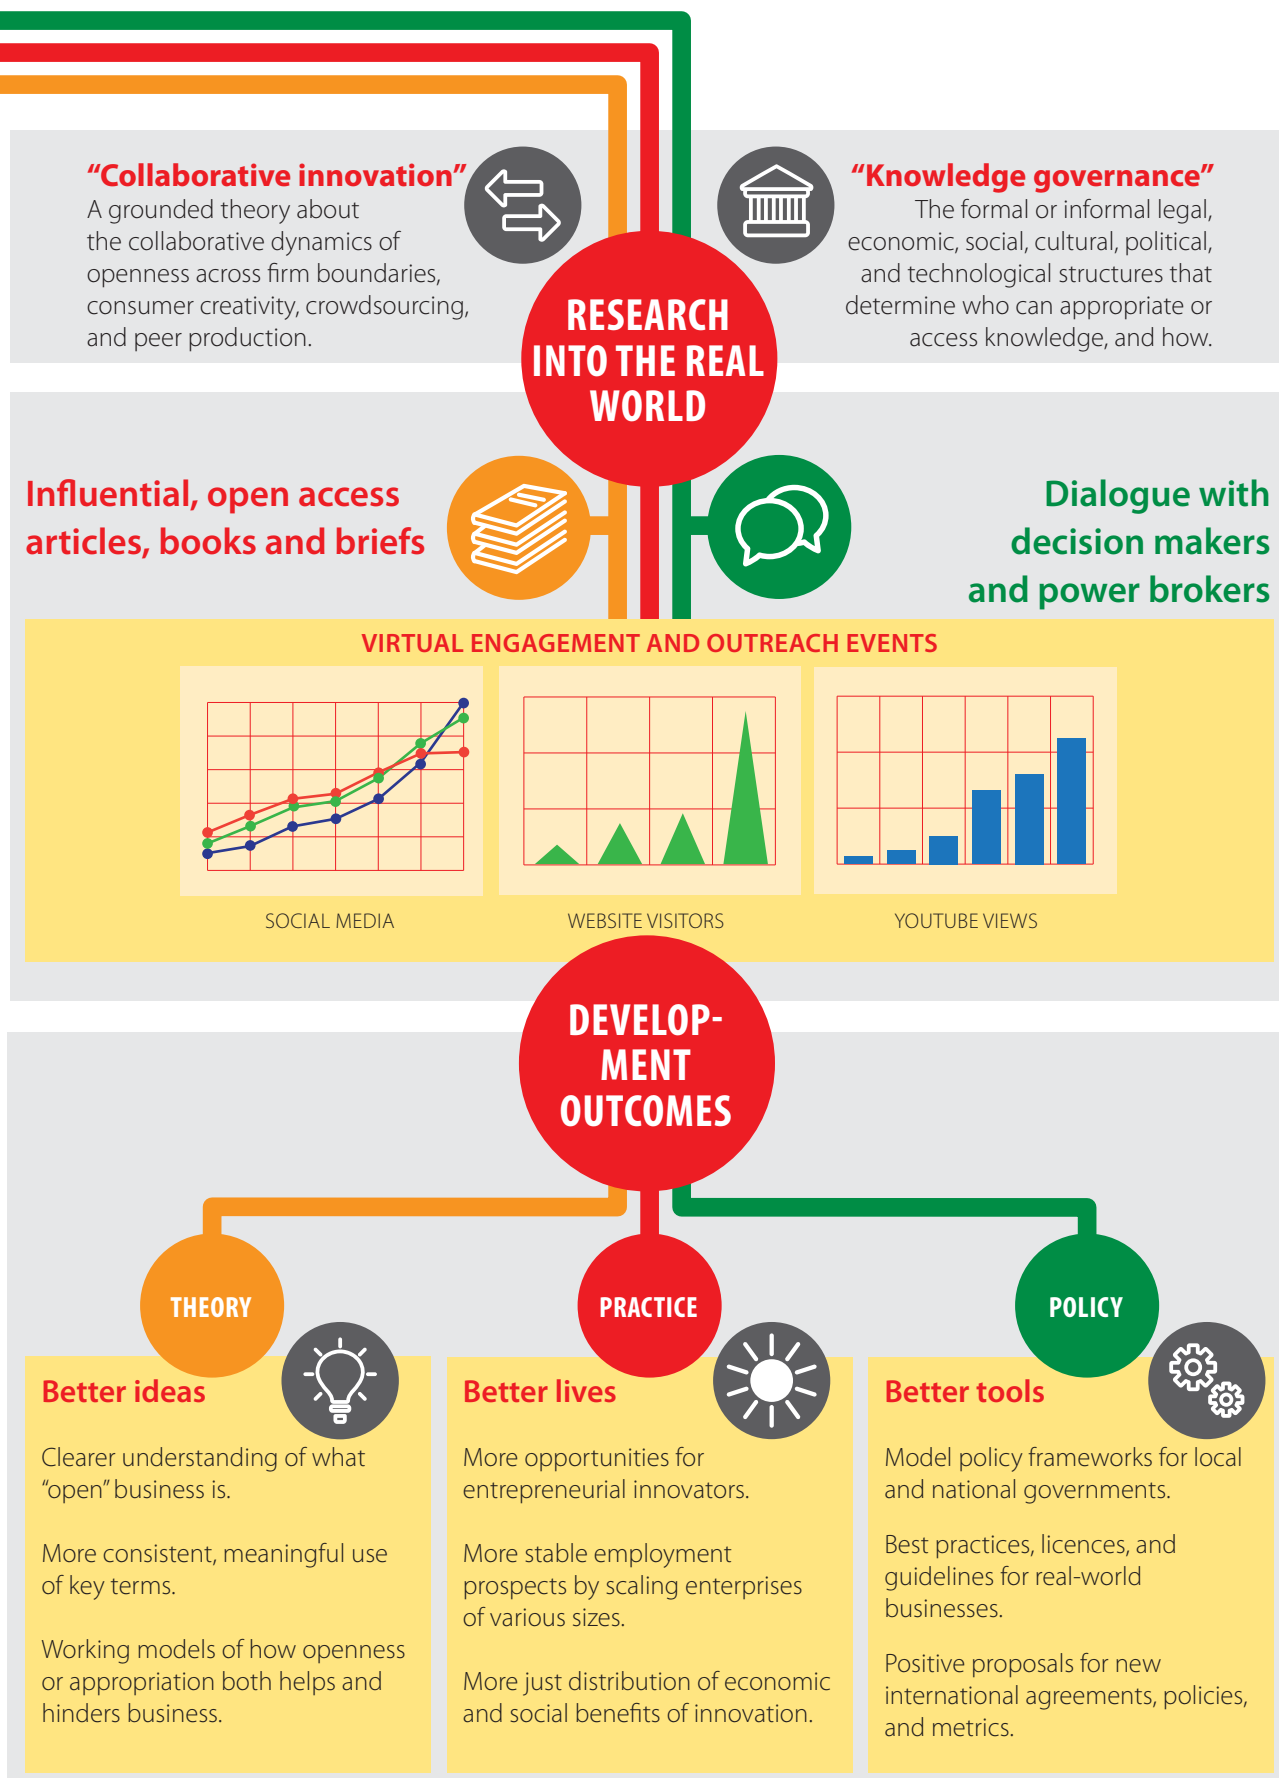 “Collaborative innovation”
A grounded theory about
the collaborative dynamics of
openness across firm boundaries,
consumer creativity, crowdsourcing,
and peer production.
“Knowledge governance”
The formal or informal legal,
economic, social, cultural, political,
and technological structures that
determine who can appropriate or
access knowledge, and how.
RESEARCH
INTO THE REAL
WORLD
Influential, open access
articles, books and briefs
Dialogue with
decision makers
and power brokers
VIRTUAL ENGAGEMENT AND OUTREACH EVENTS
SOCIAL MEDIA
WEBSITE VISITORS
YOUTUBE VIEWS
DEVELOP-
MENT
OUTCOMES
THEORY
PRACTICE
POLICY
Better ideas
Clearer understanding of what
“open” business is.
More consistent, meaningful use
of key terms.
Working models of how openness
or appropriation both helps and
hinders business.
Better lives
More opportunities for
entrepreneurial innovators.
More stable employment
prospects by scaling enterprises
of various sizes.
More just distribution of economic
and social benefits of innovation.
Better tools
Model policy frameworks for local
and national governments.
Best practices, licences, and
guidelines for real-world
businesses.
Positive proposals for new
international agreements, policies,
and metrics.